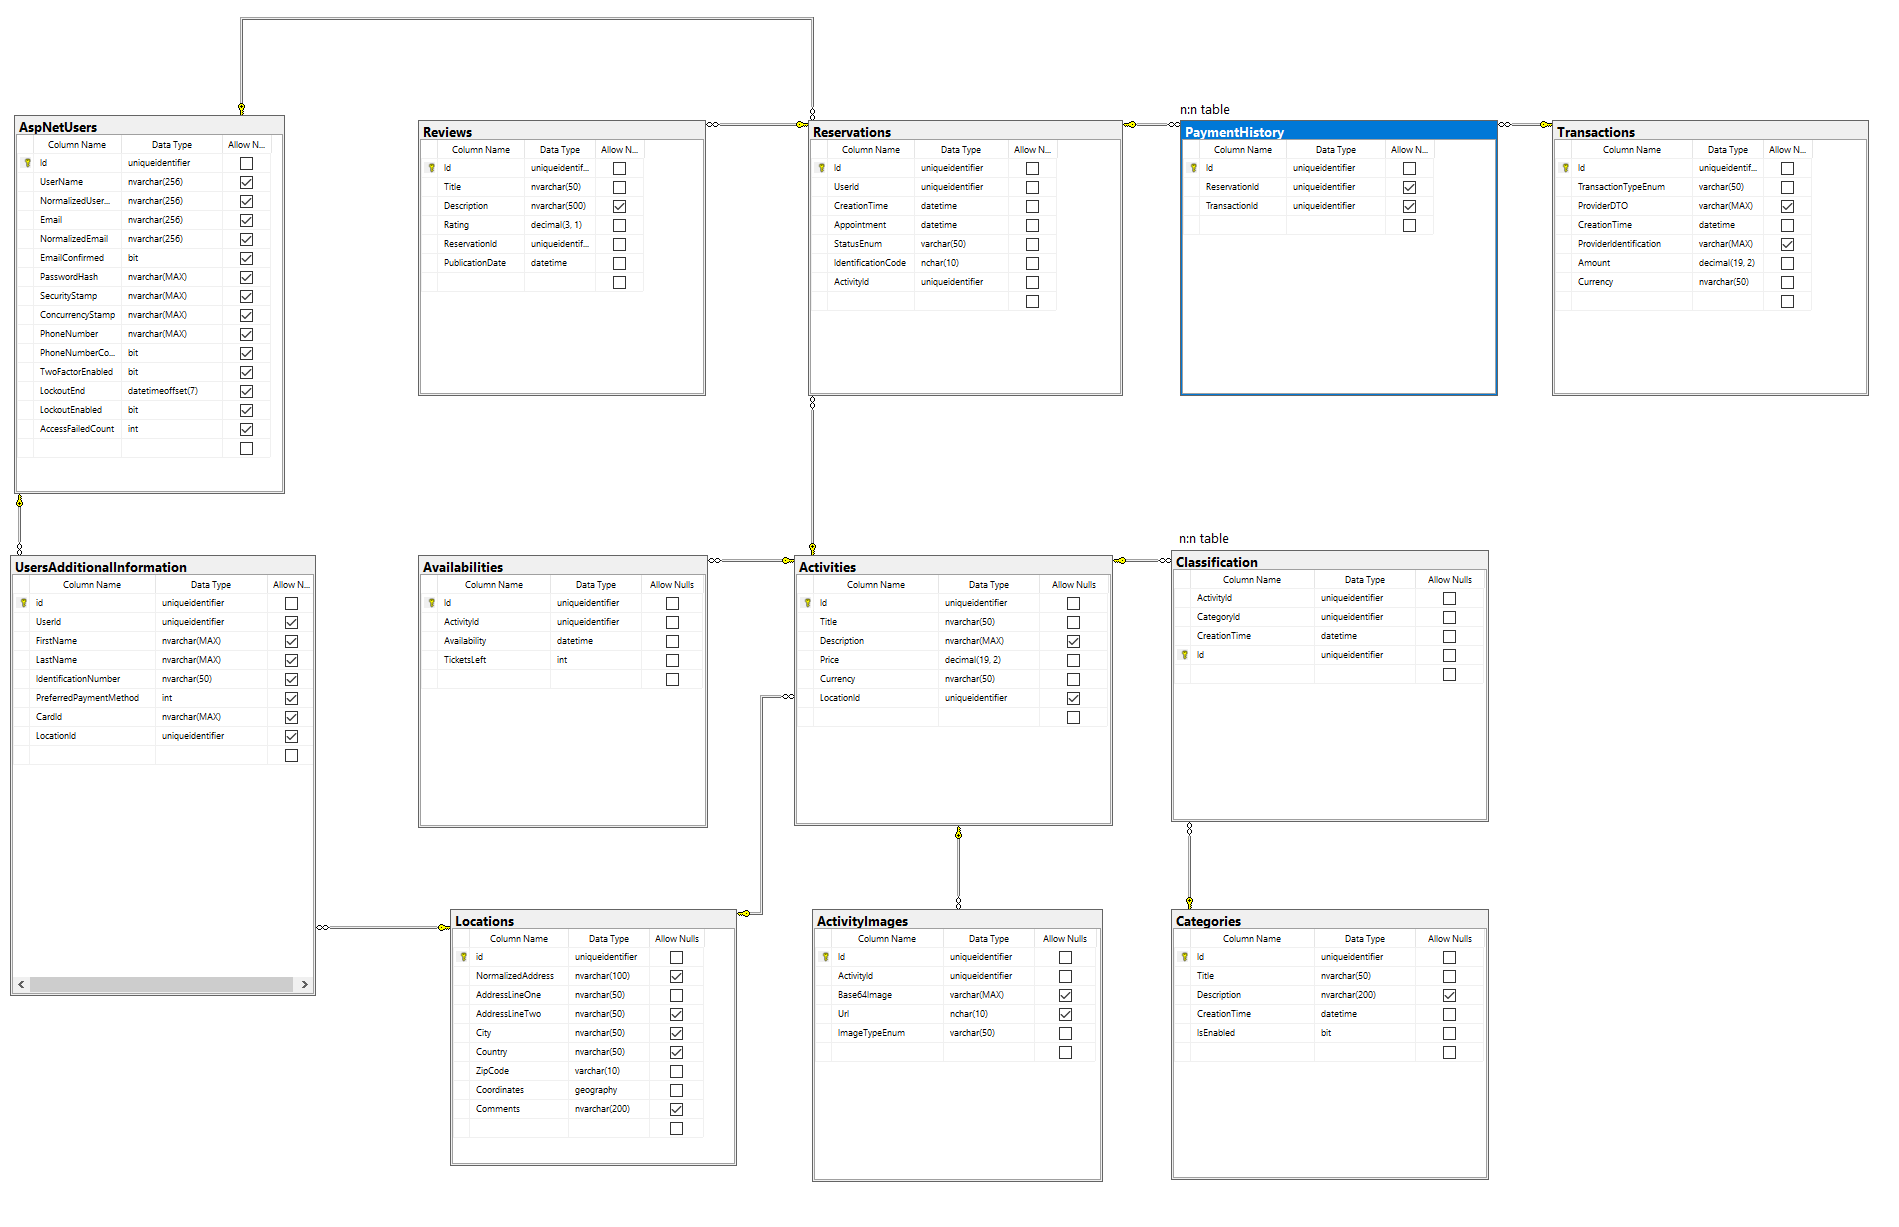 AspNetUsers
Column Name Data Type Allow N...
Id uniqueidentifier
UserName nvarchar(256)
NormalizedUser... nvarchar(256)
Email nvarchar(256)
NormalizedEmail nvarchar(256)
EmailConfirmed bit
PasswordHash nvarchar(MAX)
SecurityStamp nvarchar(MAX)
ConcurrencyStamp nvarchar(MAX)
PhoneNumber nvarchar(MAX)
PhoneNumberCo... bit
TwoFactorEnabled bit
LockoutEnd datetimeoffset(7)
LockoutEnabled bit
AccessFailedCount int
Reviews
Column Name Data Type Allow N...
Id uniqueidentif...
Title nvarchar(50)
Description nvarchar(500)
Rating decimal(3, 1)
ReservationId uniqueidentif...
PublicationDate datetime
Reservations
Column Name Data Type Allow N...
Id uniqueidentifier
UserId uniqueidentifier
CreationTime datetime
Appointment datetime
StatusEnum varchar(50)
IdentificationCode nchar(10)
ActivityId uniqueidentifier
n:n table
PaymentHistory
Column Name Data Type Allow N...
Id uniqueidentifier
ReservationId uniqueidentifier
TransactionId uniqueidentifier
Transactions
Column Name Data Type Allow N...
Id uniqueidentif...
TransactionTypeEnum varchar(50)
ProviderDTO varchar(MAX)
CreationTime datetime
ProviderIdentification varchar(MAX)
Amount decimal(19, 2)
Currency nvarchar(50)
UsersAdditionalInformation
Column Name Data Type Allow N...
id uniqueidentifier
UserId uniqueidentifier
FirstName nvarchar(MAX)
LastName nvarchar(MAX)
IdentificationNumber nvarchar(50)
PreferredPaymentMethod int
CardId nvarchar(MAX)
LocationId uniqueidentifier
Availabilities
Column Name Data Type Allow Nulls
Id uniqueidentifier
ActivityId uniqueidentifier
Availability datetime
TicketsLeft int
Activities
Column Name Data Type Allow Nulls
Id uniqueidentifier
Title nvarchar(50)
Description nvarchar(MAX)
Price decimal(19, 2)
Currency nvarchar(50)
LocationId uniqueidentifier
n:n table
Classification
Column Name Data Type Allow Nulls
ActivityId uniqueidentifier
CategoryId uniqueidentifier
CreationTime datetime
Id uniqueidentifier
Locations
Column Name Data Type Allow Nulls
id uniqueidentifier
NormalizedAddress nvarchar(100)
AddressLineOne nvarchar(50)
AddressLineTwo nvarchar(50)
City nvarchar(50)
Country nvarchar(50)
ZipCode varchar(10)
Coordinates geography
Comments nvarchar(200)
ActivityImages
Column Name Data Type Allow Nulls
Id uniqueidentifier
ActivityId uniqueidentifier
Base64Image varchar(MAX)
Url nchar(10)
ImageTypeEnum varchar(50)
Categories
Column Name Data Type Allow Nulls
Id uniqueidentifier
Title nvarchar(50)
Description nvarchar(200)
CreationTime datetime
IsEnabled bit